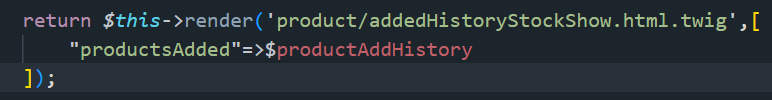 return $this->render('product/addedHistoryStockShow.html.twig',[
    "productsAdded"=>$productAddHistory
]);